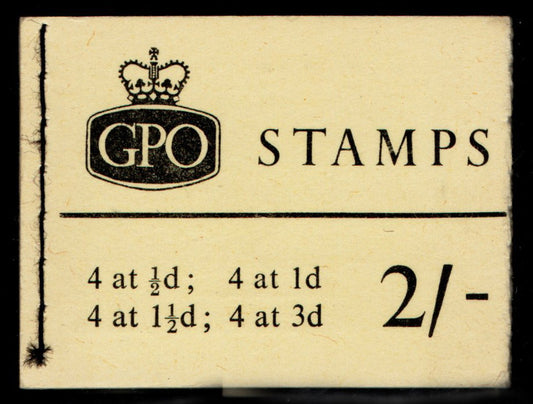 GPO STAMPS
4 at ½d; 4 at 1d
4 at 1½d; 4 at 3d
2/-